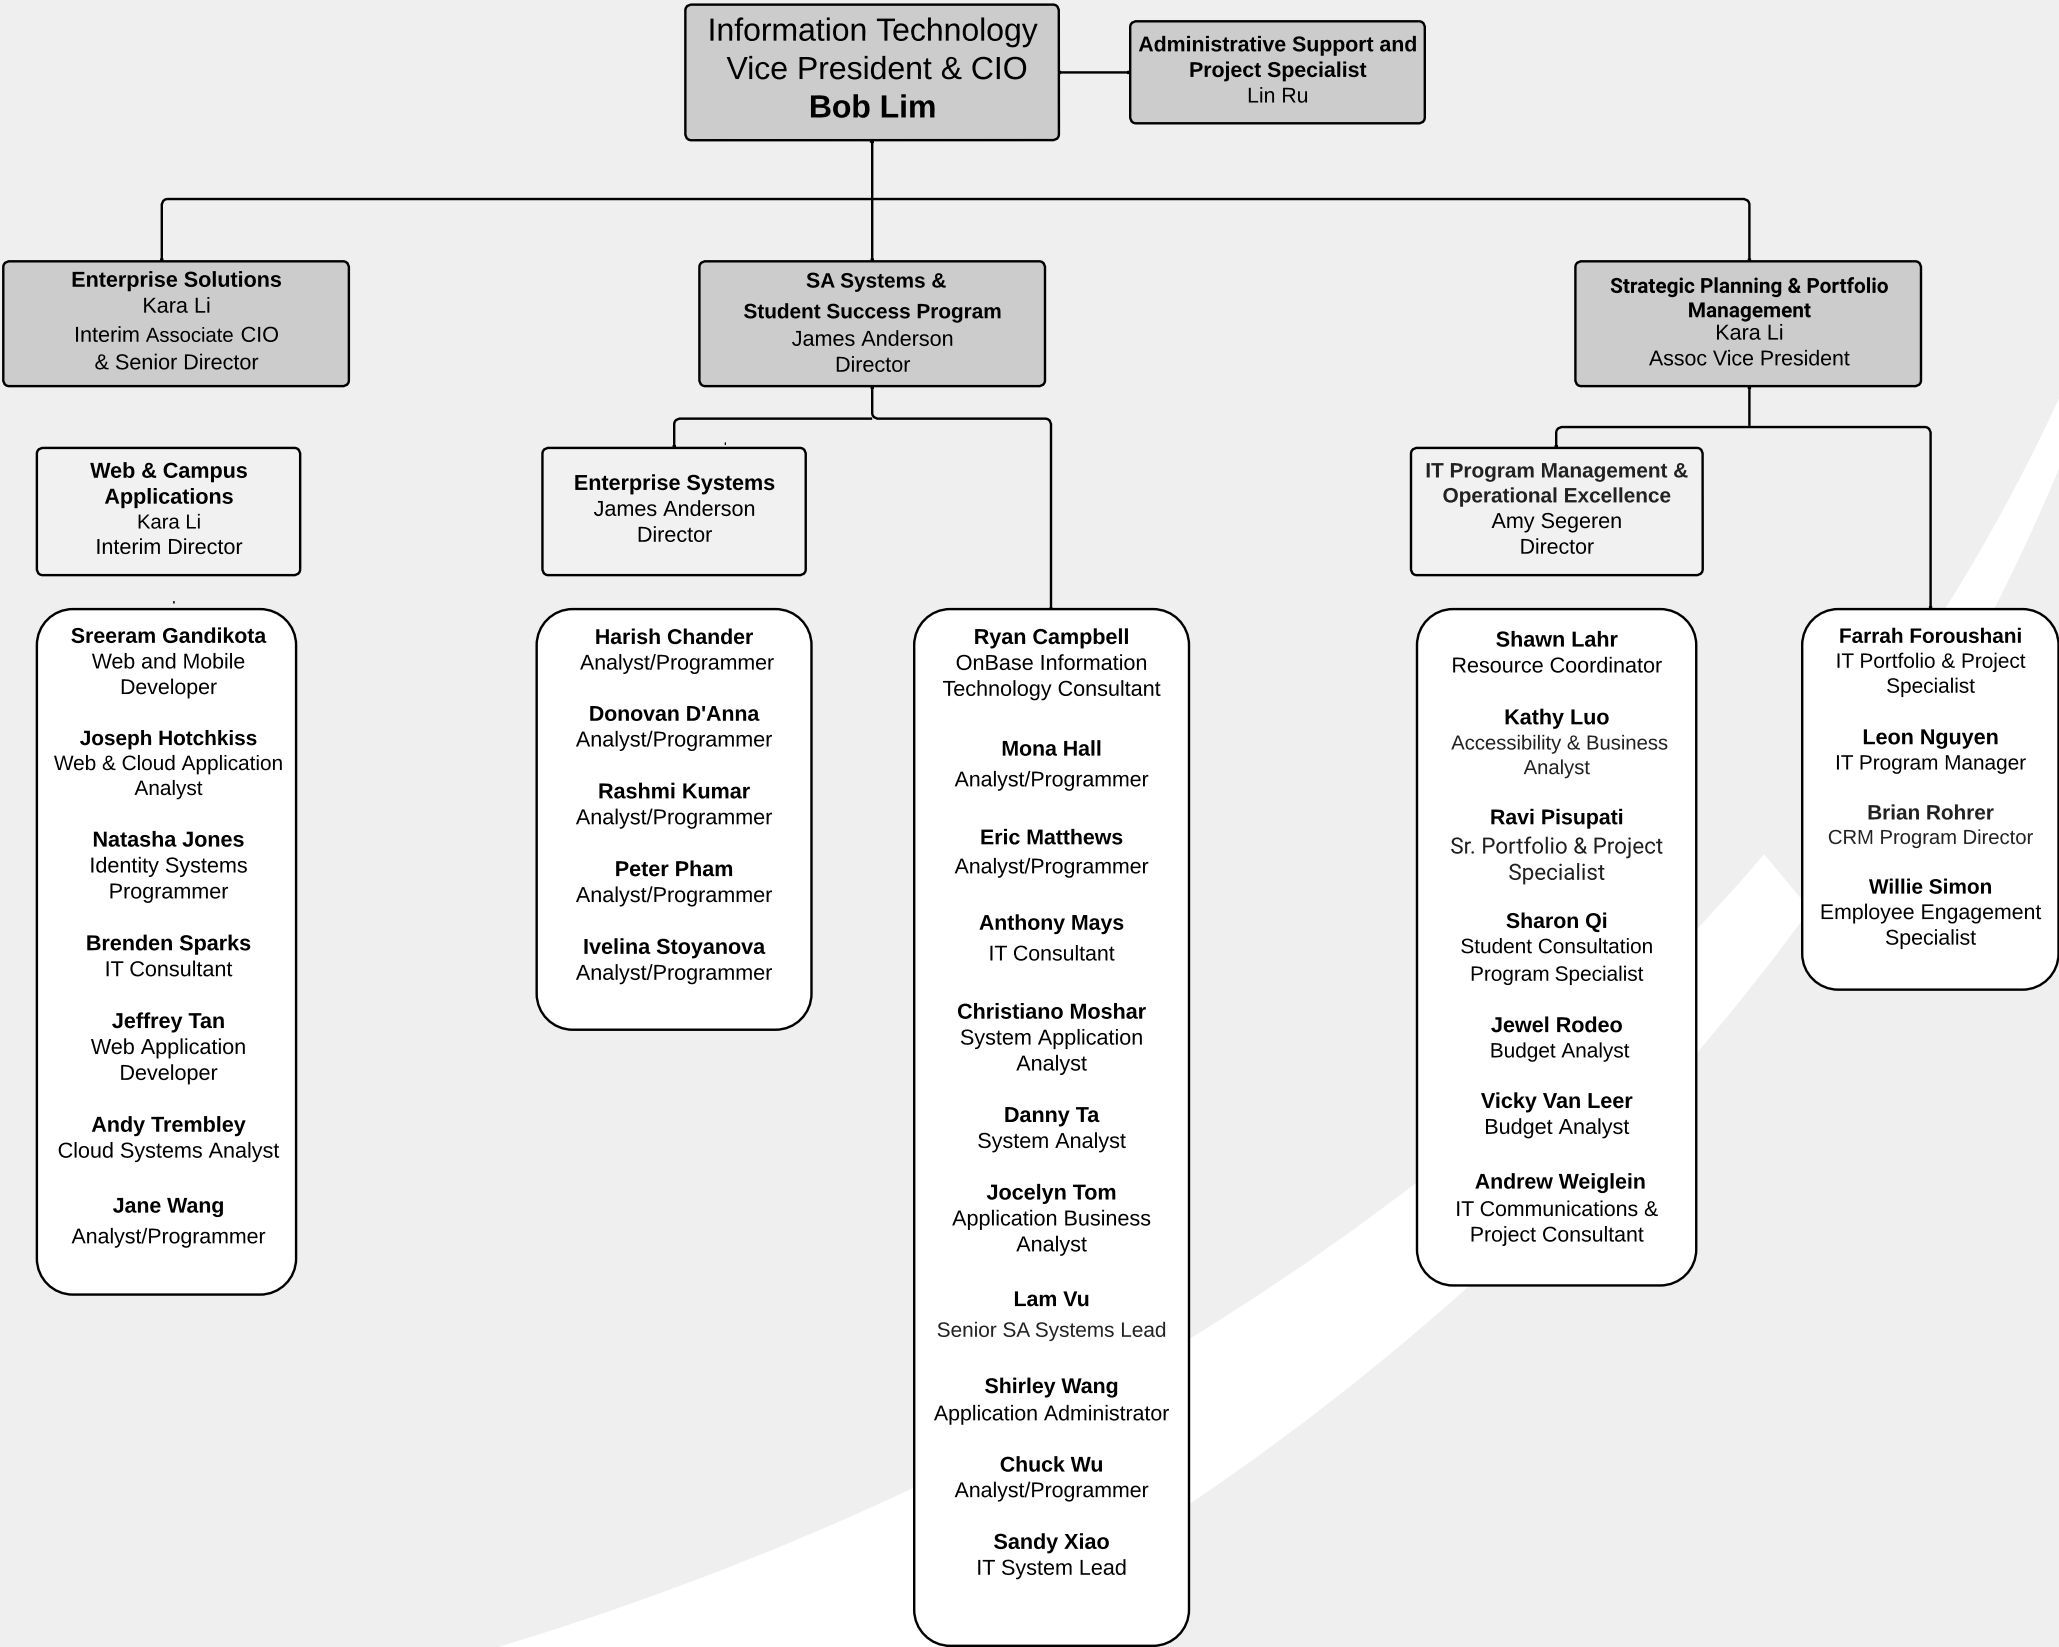 Information Technology
Vice President & CIO
Bob Lim
Administrative Support and
Project Specialist
Lin Ru
Enterprise Solutions
Kara Li
Interim Associate CIO
& Senior Director
SA Systems &
Student Success Program
James Anderson
Director
Strategic Planning & Portfolio
Management
Kara Li
Assoc Vice President
Web & Campus
Applications
Kara Li
Interim Director
Enterprise Systems
James Anderson
Director
IT Program Management &
Operational Excellence
Amy Segeren
Director
Sreeram Gandikota
Web and Mobile
Developer
Joseph Hotchkiss
Web & Cloud Application
Analyst
Natasha Jones
Identity Systems
Programmer
Brenden Sparks
IT Consultant
Jeffrey Tan
Web Application
Developer
Andy Trembley
Cloud Systems Analyst
Jane Wang
Analyst/Programmer
Harish Chander
Analyst/Programmer
Donovan D'Anna
Analyst/Programmer
Rashmi Kumar
Analyst/Programmer
Peter Pham
Analyst/Programmer
Ivelina Stoyanova
Analyst/Programmer
Ryan Campbell
OnBase Information
Technology Consultant
Mona Hall
Analyst/Programmer
Eric Matthews
Analyst/Programmer
Anthony Mays
IT Consultant
Christiano Moshar
System Application
Analyst
Danny Ta
System Analyst
Jocelyn Tom
Application Business
Analyst
Lam Vu
Senior SA Systems Lead
Shirley Wang
Application Administrator
Chuck Wu
Analyst/Programmer
Sandy Xiao
IT System Lead
Shawn Lahr
Resource Coordinator
Kathy Luo
Accessibility & Business
Analyst
Ravi Pisupati
Sr. Portfolio & Project
Specialist
Sharon Qi
Student Consultation
Program Specialist
Jewel Rodeo
Budget Analyst
Vicky Van Leer
Budget Analyst
Andrew Weiglein
IT Communications &
Project Consultant
Farrah Foroushani
IT Portfolio & Project
Specialist
Leon Nguyen
IT Program Manager
Brian Rohrer
CRM Program Director
Willie Simon
Employee Engagement
Specialist